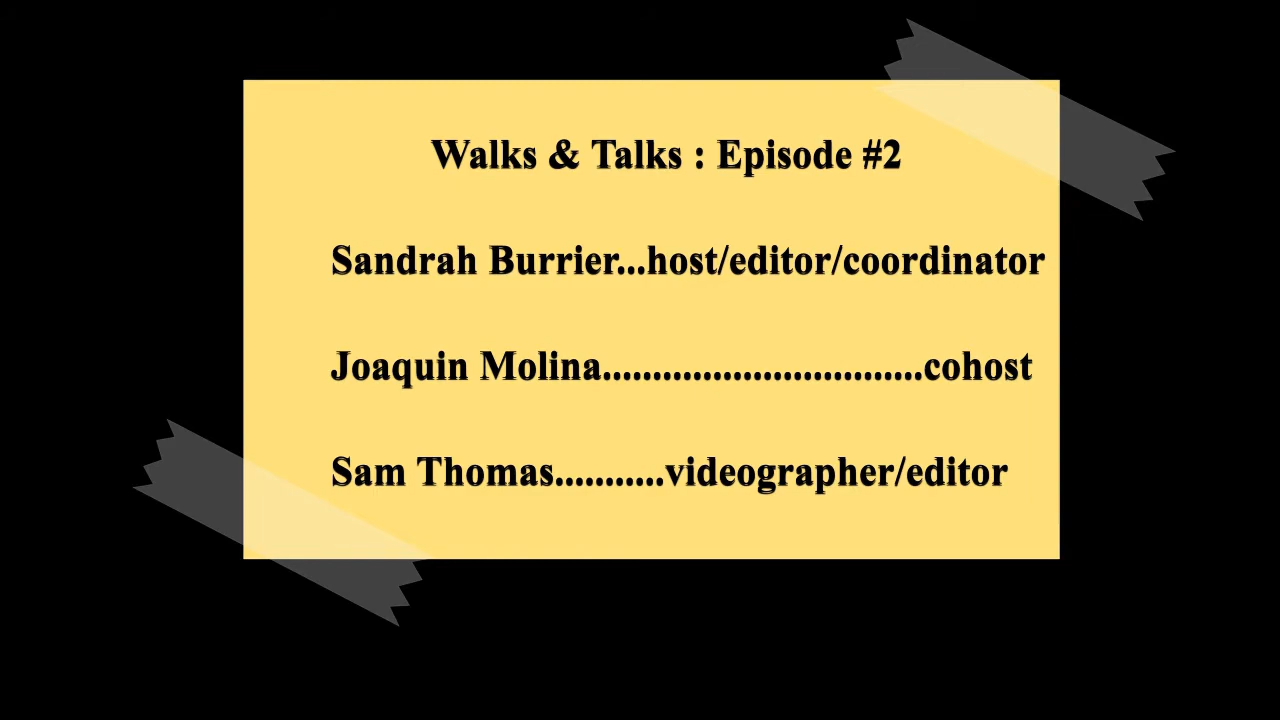 Walks & Talks : Episode #2
Sandrah Burrier...host/editor/coordinator
Joaquin Molina................................cohost
Sam Thomas...........videographer/editor